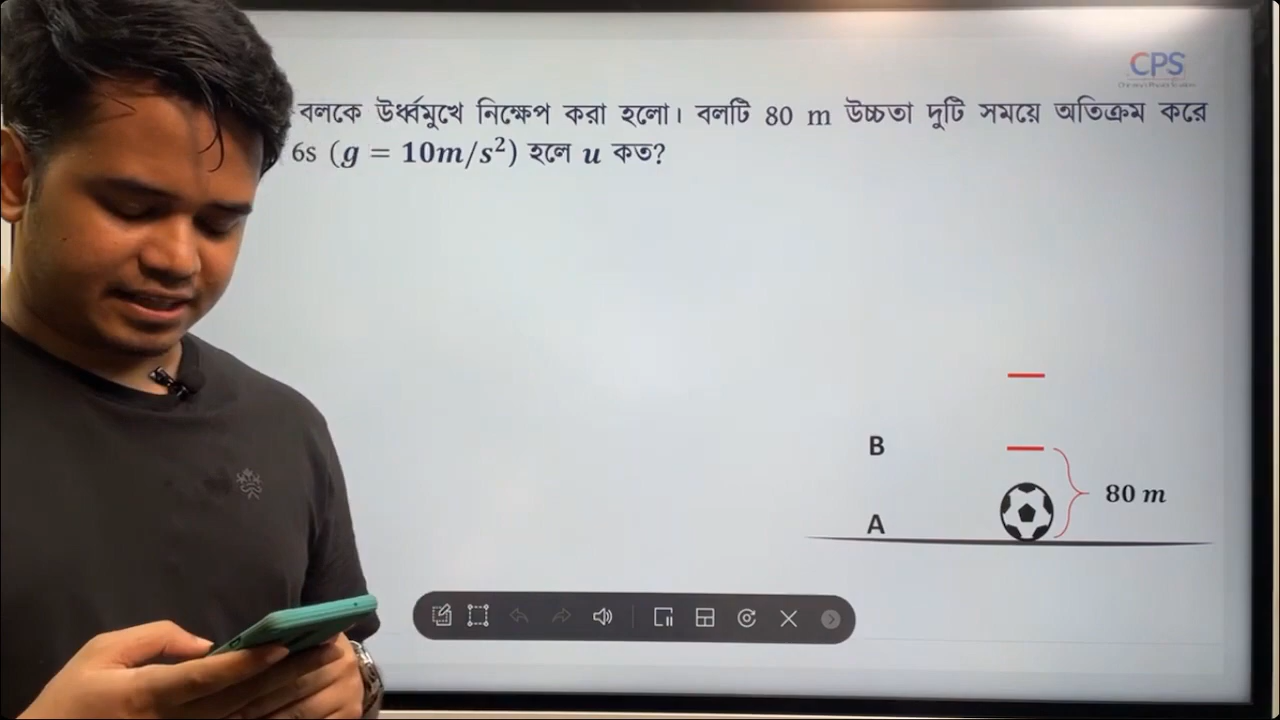 বলকে উর্ধ্বমুখে নিক্ষেপ করা হলো। বলটি 80 m উচ্চতা দুটি সময়ে অতিক্রম করে
6s (g = 10m/s²) হলে u কত?
CPS
B
80 m
A